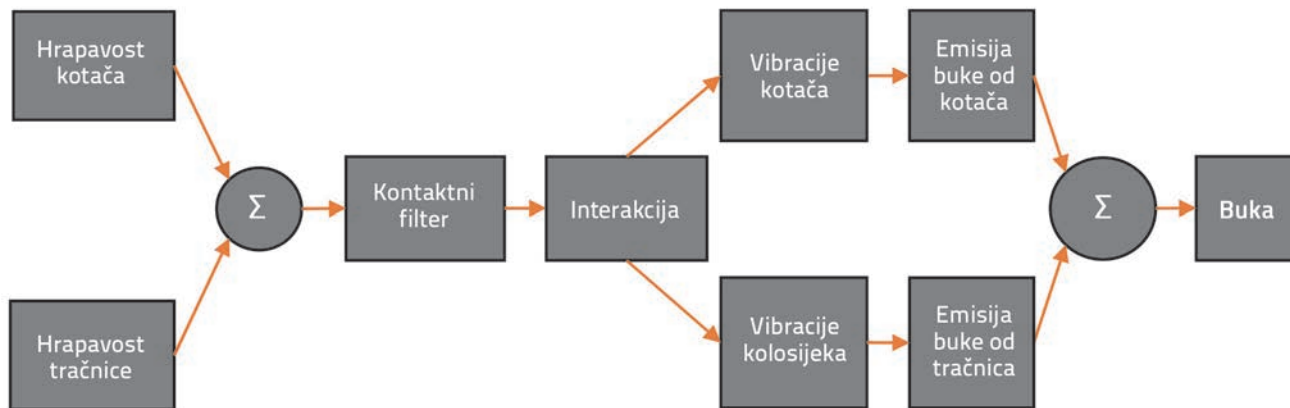 Hrapavost
kotača
Hrapavost
tračnice
Σ
Kontaktni
filter
Interakcija
Vibracije
kotača
Emisija
buke od
kotača
Vibracije
kolosijeka
Emisija
buke od
tračnica
Σ
Buka